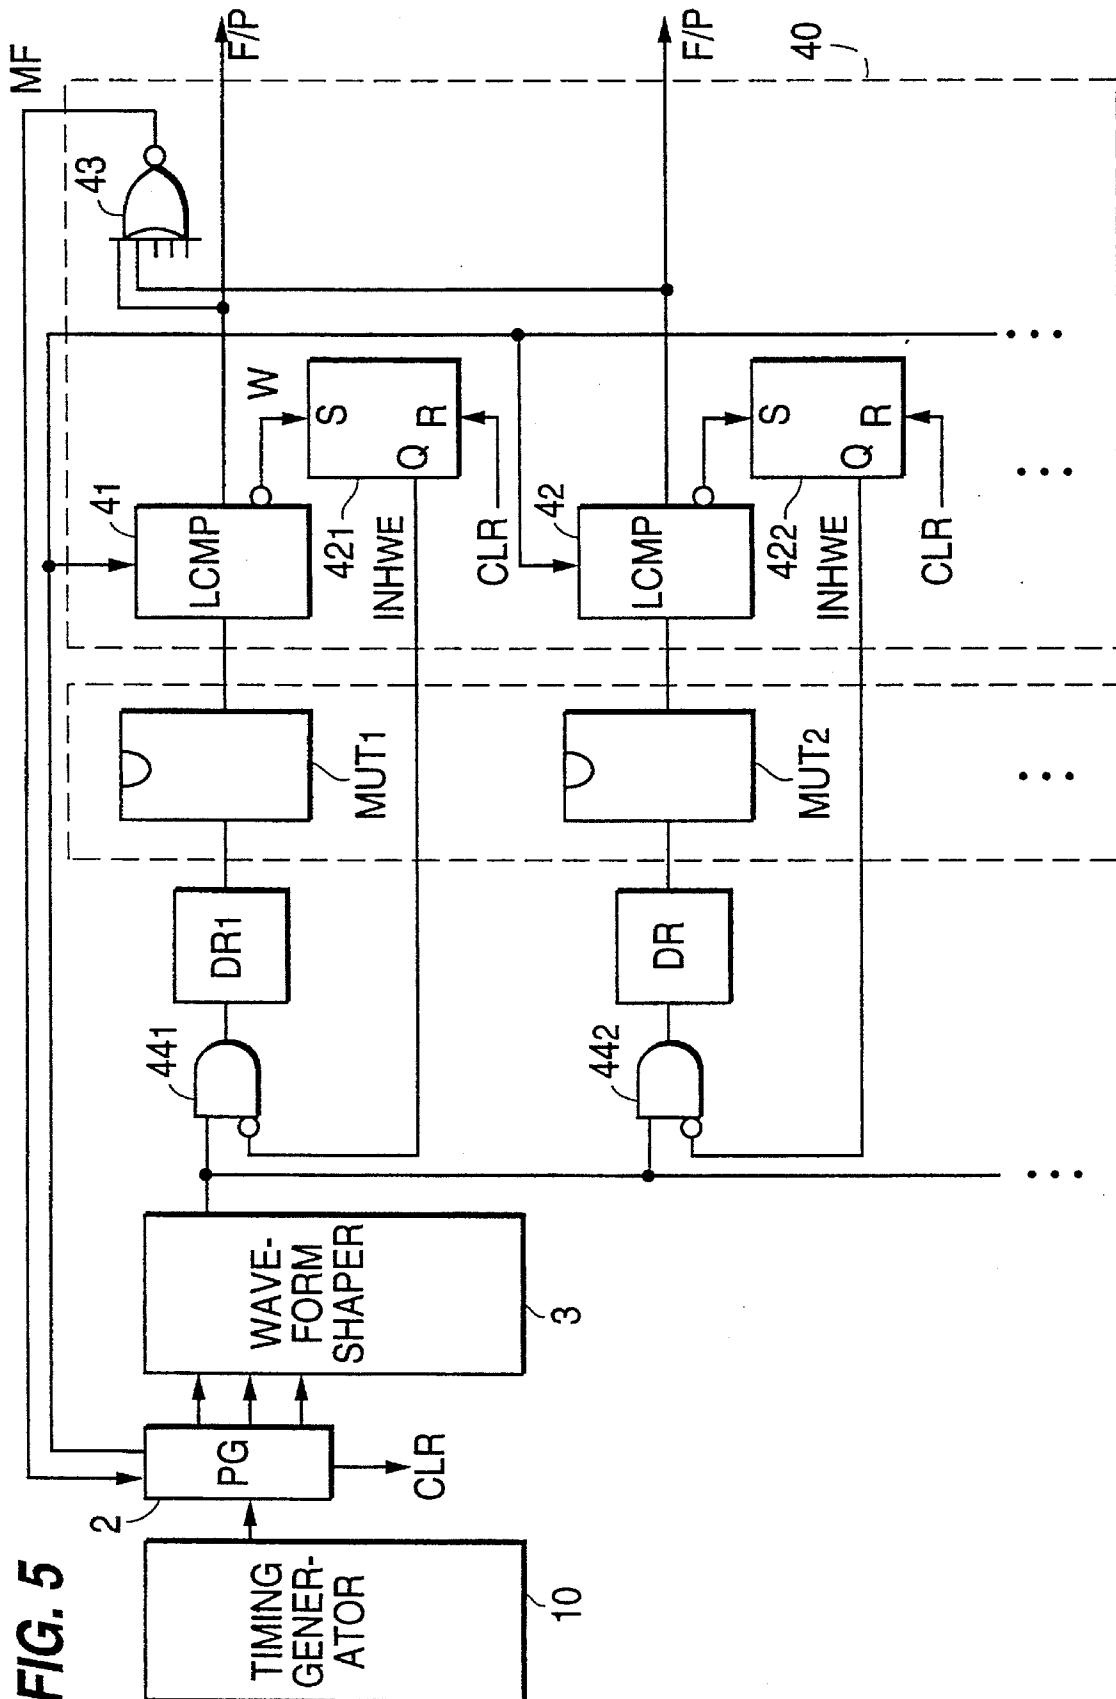 FIG. 5
TIMING
GENER-
ATOR
10
2
PG
CLR
WAVE-
FORM
SHAPER
3
441
DR1
MUT1
41
LCMP
W
421
S
Q
R
INHWE
CLR
43
MF
F/P
442
DR
MUT2
42
LCMP
422
S
Q
R
INHWE
CLR
F/P
40